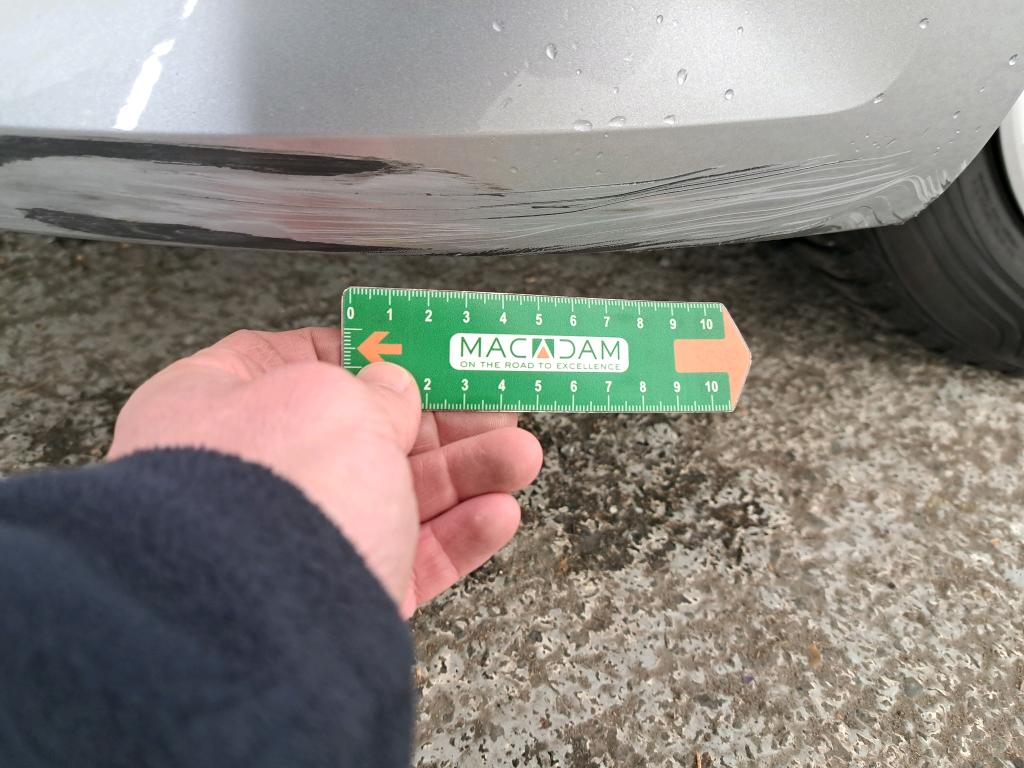 0 1 2 3 4 5 6 7 8 9 10
MACADAM
ON THE ROAD TO EXCELLENCE
2 3 4 5 6 7 8 9 10